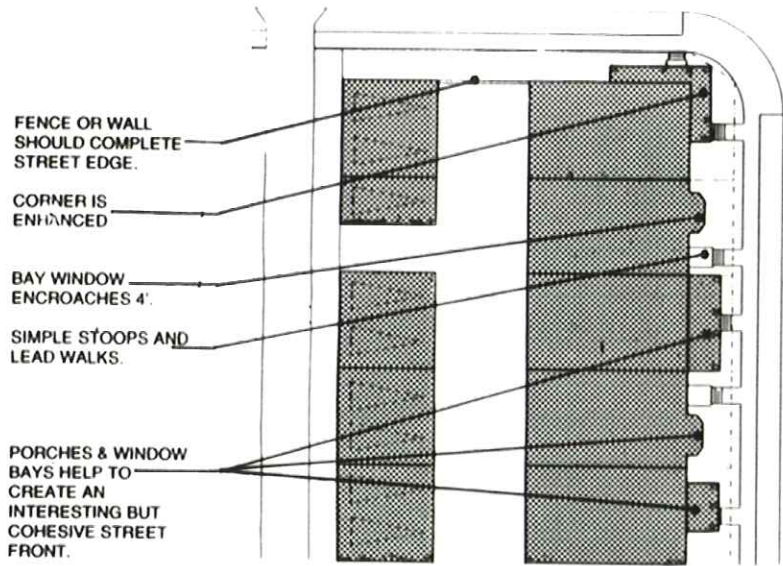 FENCE OR WALL
SHOULD COMPLETE
STREET EDGE.
CORNER IS
ENHANCED
BAY WINDOW
ENCROACHES 4'.
SIMPLE STOOPS AND
LEAD WALKS.
PORCHES & WINDOW
BAYS HELP TO
CREATE AN
INTERESTING BUT
COHESIVE STREET
FRONT.